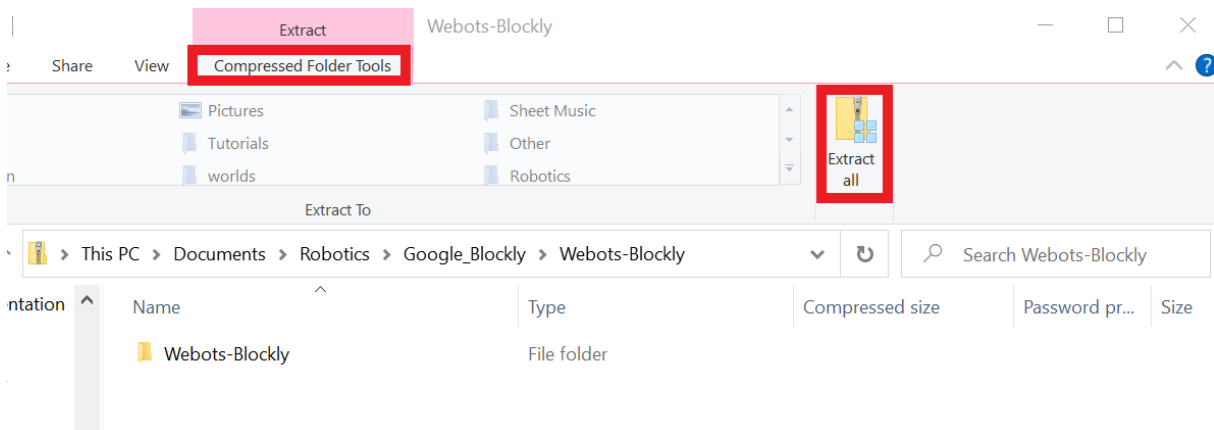 Extract Webots-Blockly
Share View Compressed Folder Tools
Pictures Sheet Music
Tutorials Other
worlds Robotics
Extract
all
Extract To
This PC > Documents > Robotics > Google_Blockly > Webots-Blockly Search Webots-Blockly
ntation Name Type Compressed size Password pr... Size
Webots-Blockly File folder